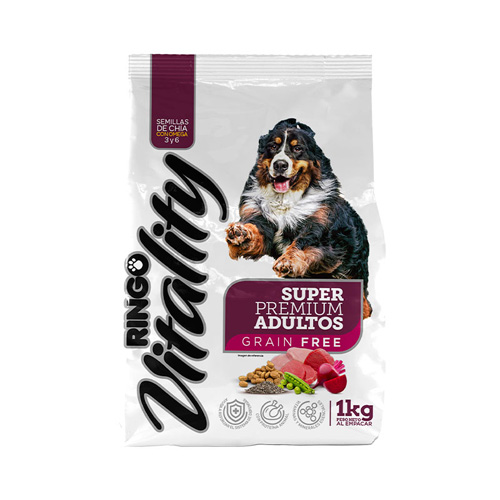 SEMILLAS
DE CHIA
CON OMEGA
3 y 6
RINGO
Vitality
SUPER
PREMIUM
ADULTOS
GRAIN FREE
1kg
PESO NETO
AL EMPACAR